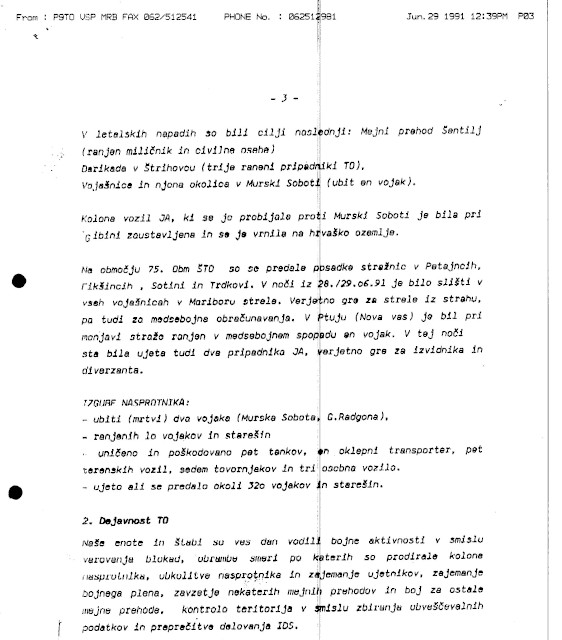 From : P9TO VSP MRB FAX 062/512541 PHONE No. : 062512981 Jun.29 1991 12:39PM P03
- 3 -
V letalskih napadih so bili cilji naslednji: Mejni prehod Šentilj
(ranjen miličnik in civilne osebe)
Barikada v Štrihovcu (trije raneni pripadniki TO),
Vojašnica in njona okolica v Murski Soboti (ubit en vojak).
Kolona vozil JA, ki se je probijala proti Murski Soboti je bila pri
Gibini zaustavljena in se je vrnila na hrvaško ozemlje.
Na območju 75. Obm ŠTO so se predale posadke stražnic v Petajncih,
Fikšincih , Sotini in Trdkovi. V noči iz 28./29.06.91 je bilo slišti v
vseh vojašnicah v Mariboru strele. Verjetno gre za strele iz strahu,
pa tudi za medsebojna obračunavanja. V Ptuju (Nova vas) je bil pri
menjavi straže ranjen v medsebojnem spopadu en vojak. V tej noči
sta bila ujeta tudi dva pripadnika JA, verjetno gre za izvidnika in
diverzanta.
IZGUBE NASPROTNIKA:
- ubiti (mrtvi) dva vojaka (Murska Sobota, G.Radgona),
- ranjenih lo vojakov in starešin
- uničeno in poškodovano pet tankov, en oklepni transporter, pet
terenskih vozil, sedem tovornjakov in tri osebna vozilo.
- ujeto ali se predalo okoli 32o vojakov in starešin.
2. Dejavnost TO
Naše enote in štabi su ves dan vodili bojne aktivnosti v smislu
varovanja blokad, obrambe smeri po katerih so prodirale kolone
nasprotnika, obkolitve nasprotnika in zajemanje ujetnikov, zajemanje
bojnega plena, zavzetje nekaterih mejnih prehodov in boj za ostale
mejne prehode, kontrolo teritorija v smislu zbiranja obveščevalnih
podatkov in preprečitve delovanja IDS.